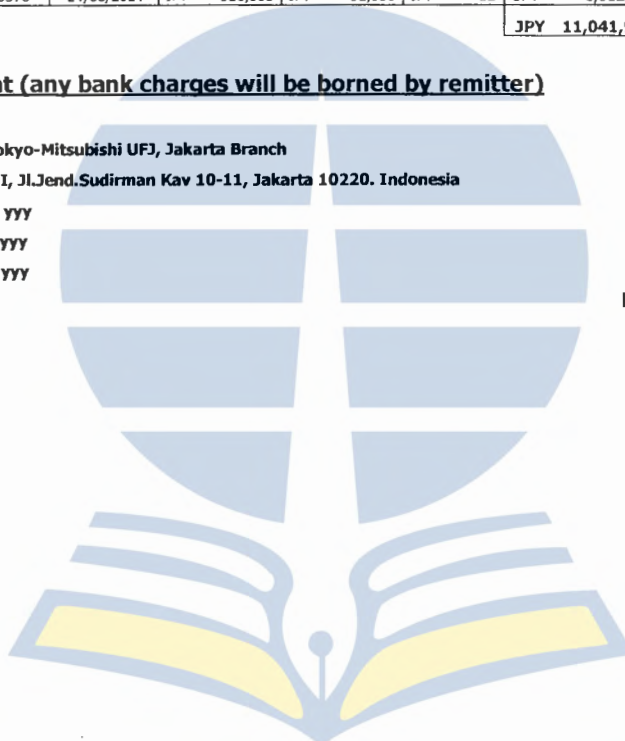 JPY 11,041,
nt (any bank charges will be borned by remitter)
okyo-Mitsubishi UFJ, Jakarta Branch
I, Jl.Jend.Sudirman Kav 10-11, Jakarta 10220. Indonesia
yyy
yyy
yyy